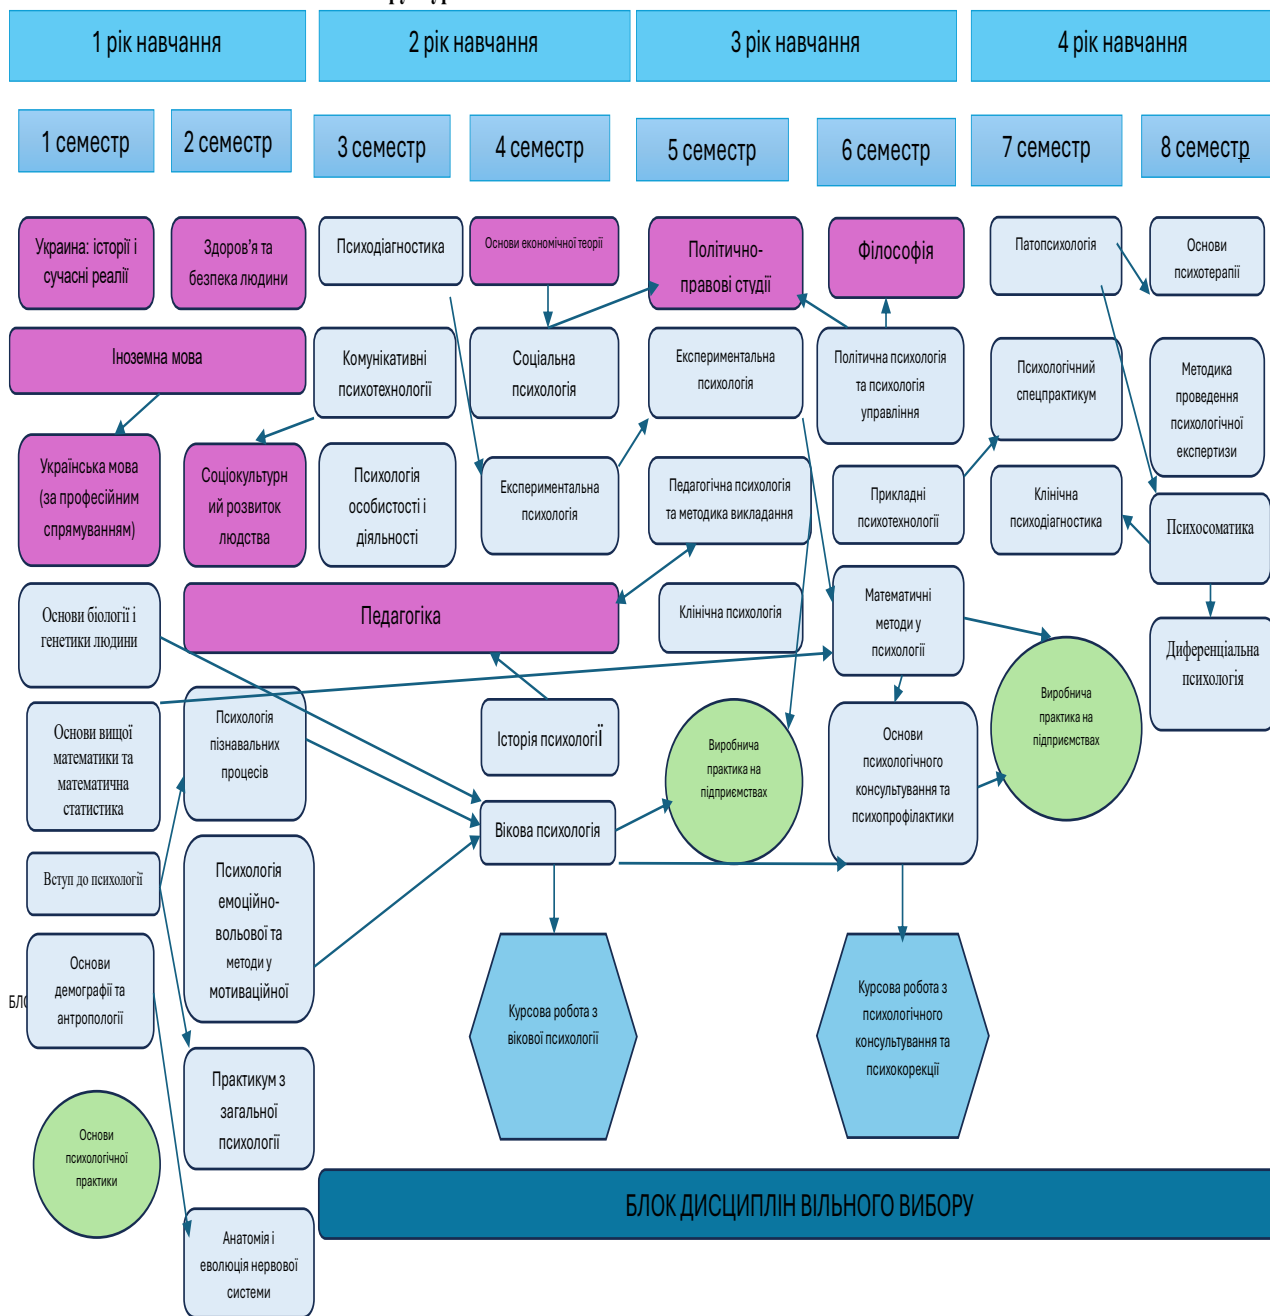 1 рік навчання
2 рік навчання
3 рік навчання
4 рік навчання
1 семестр
2 семестр
3 семестр
4 семестр
5 семестр
6 семестр
7 семестр
8 семестр
Украина: історії і
сучасні реалії
Здоров'я та
безпека людини
Психодіагностика
Основи економічної теорії
Політично-
правові студії
Філософія
Патопсихологія
Основи
психотерапії
Іноземна мова
Комунікативні
психотехнології
Соціальна
психологія
Експериментальна
психологія
Політична психологія
та психологія
управління
Психологічний
спецпрактикум
Методика
проведення
психологічної
експертизи
Українська мова
(за професійним
спрямуванням)
Соціокультурн
ий розвиток
людства
Психологія
особистості і
діяльності
Експериментальна
психологія
Педагогічна психологія
та методика викладання
Прикладні
психотехнології
Клінічна
психодіагностика
Психосоматика
Основи біології і
генетики людини
Педагогіка
Клінічна психологія
Математичні
методи у
психології
Виробнича
практика на
підприємствах
Диференціальна
психологія
Основи вищої
математики та
математична
статистика
Психологія
пізнавальних
процесів
Історія психології
Виробнича
практика на
підприємствах
Основи
психологічного
консультування та
психопрофілактики
Вступ до психології
Психологія
емоційно-
вольової та
методи у
мотиваційної
Вікова психологія
Основи
демографії та
антропології
БЛО
Курсова робота з
вікової психології
Курсова робота з
психологічного
консультування та
психокорекції
Практикум з
загальної
психології
Основи
психологічної
практики
БЛОК ДИСЦИПЛІН ВІЛЬНОГО ВИБОРУ
Анатомія і
еволюція нервової
системи